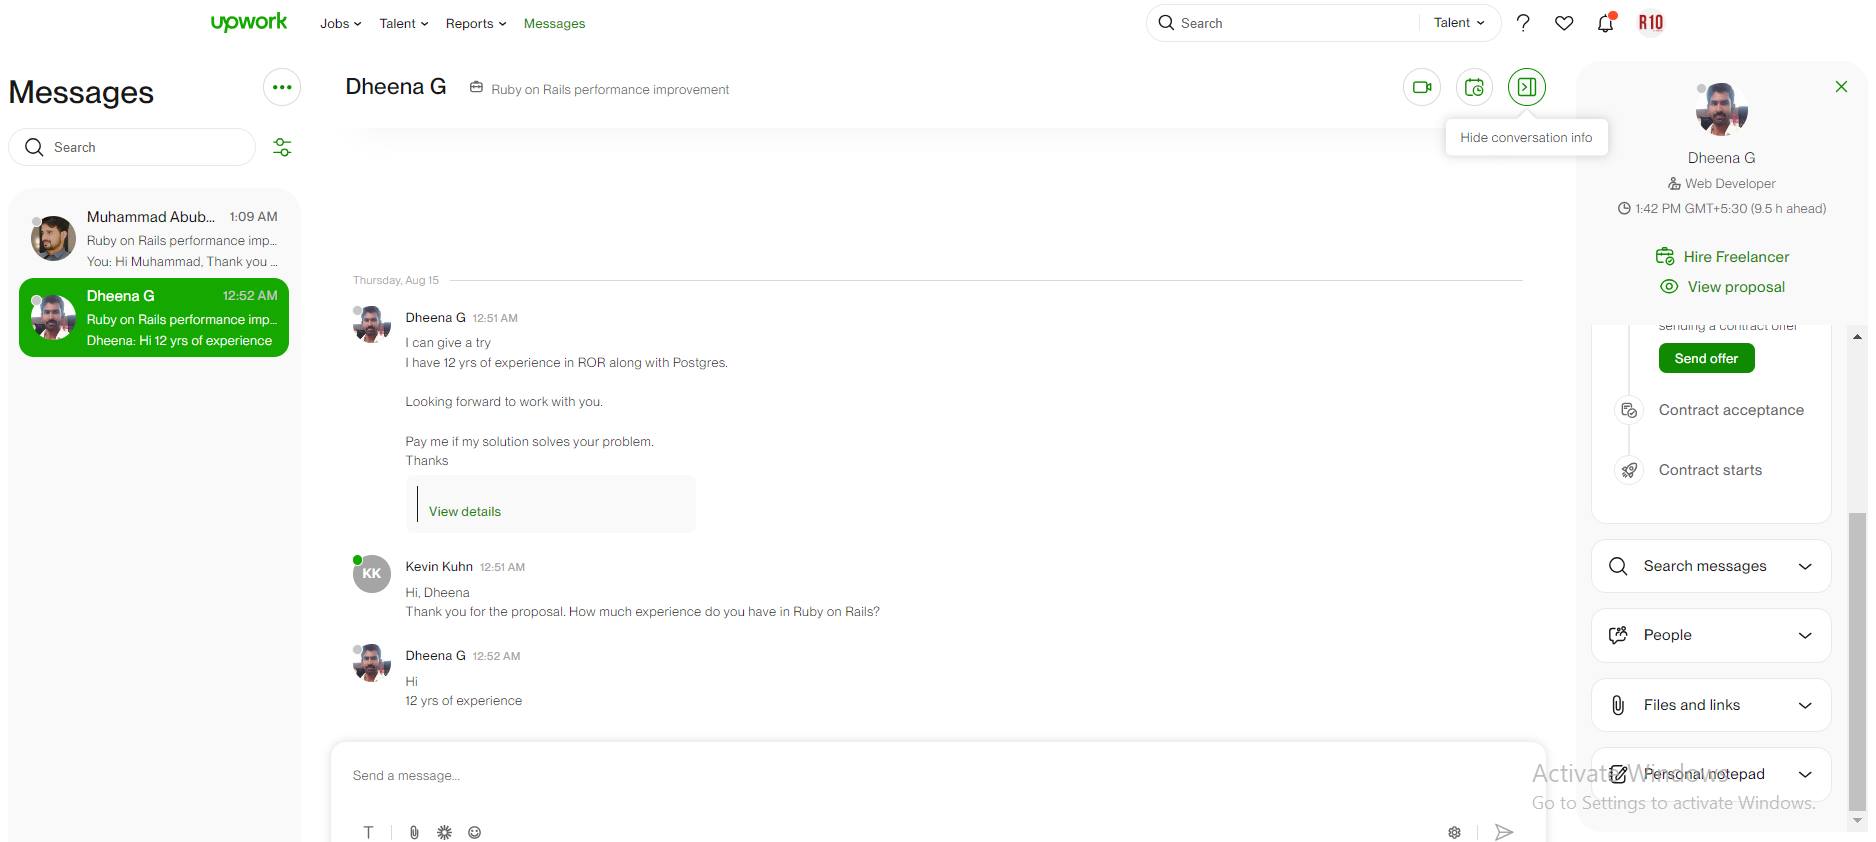 upwork
Jobs
Talent
Reports
Messages
Search
Talent
R10
Messages
Search
Muhammad Abub... 1:09 AM
Ruby on Rails performance imp...
You: Hi Muhammad, Thank you ...
Dheena G 12:52 AM
Ruby on Rails performance imp...
Dheena: Hi 12 yrs of experience
Dheena G
Ruby on Rails performance improvement
Hide conversation info
Thursday, Aug 15
Dheena G 12:51 AM
I can give a try
I have 12 yrs of experience in ROR along with Postgres.
Looking forward to work with you.
Pay me if my solution solves your problem.
Thanks
View details
KK
Kevin Kuhn 12:51 AM
Hi, Dheena
Thank you for the proposal. How much experience do you have in Ruby on Rails?
Dheena G 12:52 AM
Hi
12 yrs of experience
Send a message...
T
Dheena G
Web Developer
1:42 PM GMT+5:30 (9.5 h ahead)
Hire Freelancer
View proposal
sending a contract offer
Send offer
Contract acceptance
Contract starts
Search messages
People
Files and links
Personal notepad
Activate Windows
Go to Settings to activate Windows.